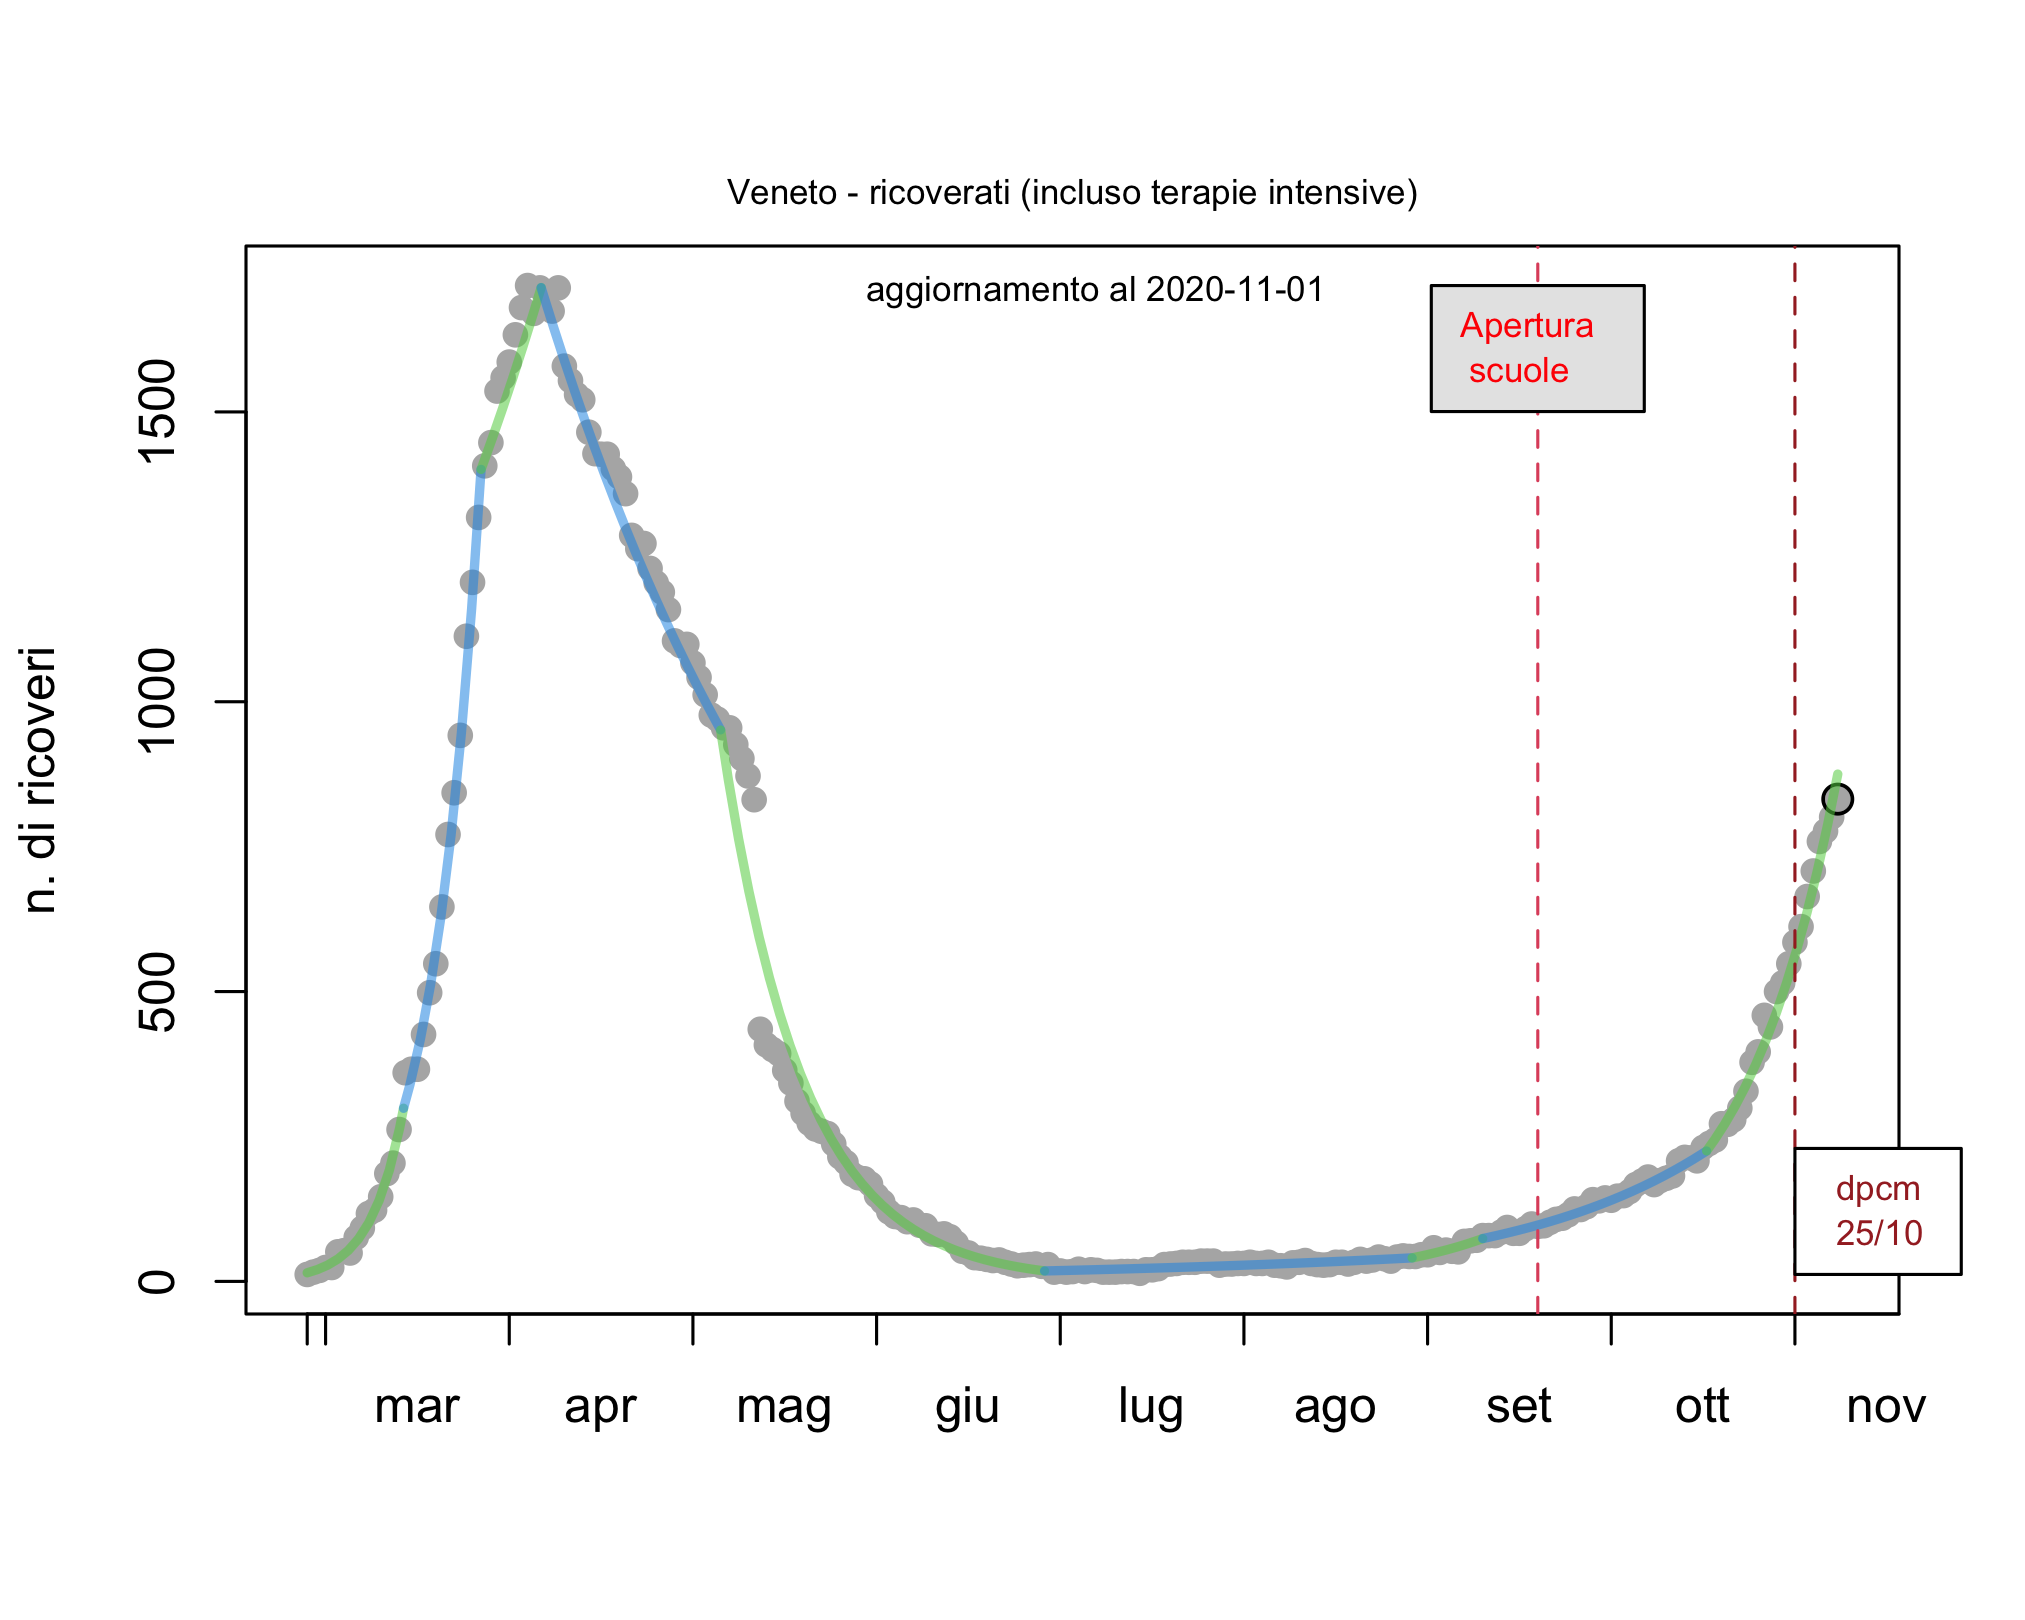 Veneto - ricoverati (incluso terapie intensive)
aggiornamento al 2020-11-01
Apertura
scuole
dpcm
25/10
n. di ricoveri
1500
1000
500
0
mar apr mag giu lug ago set ott nov